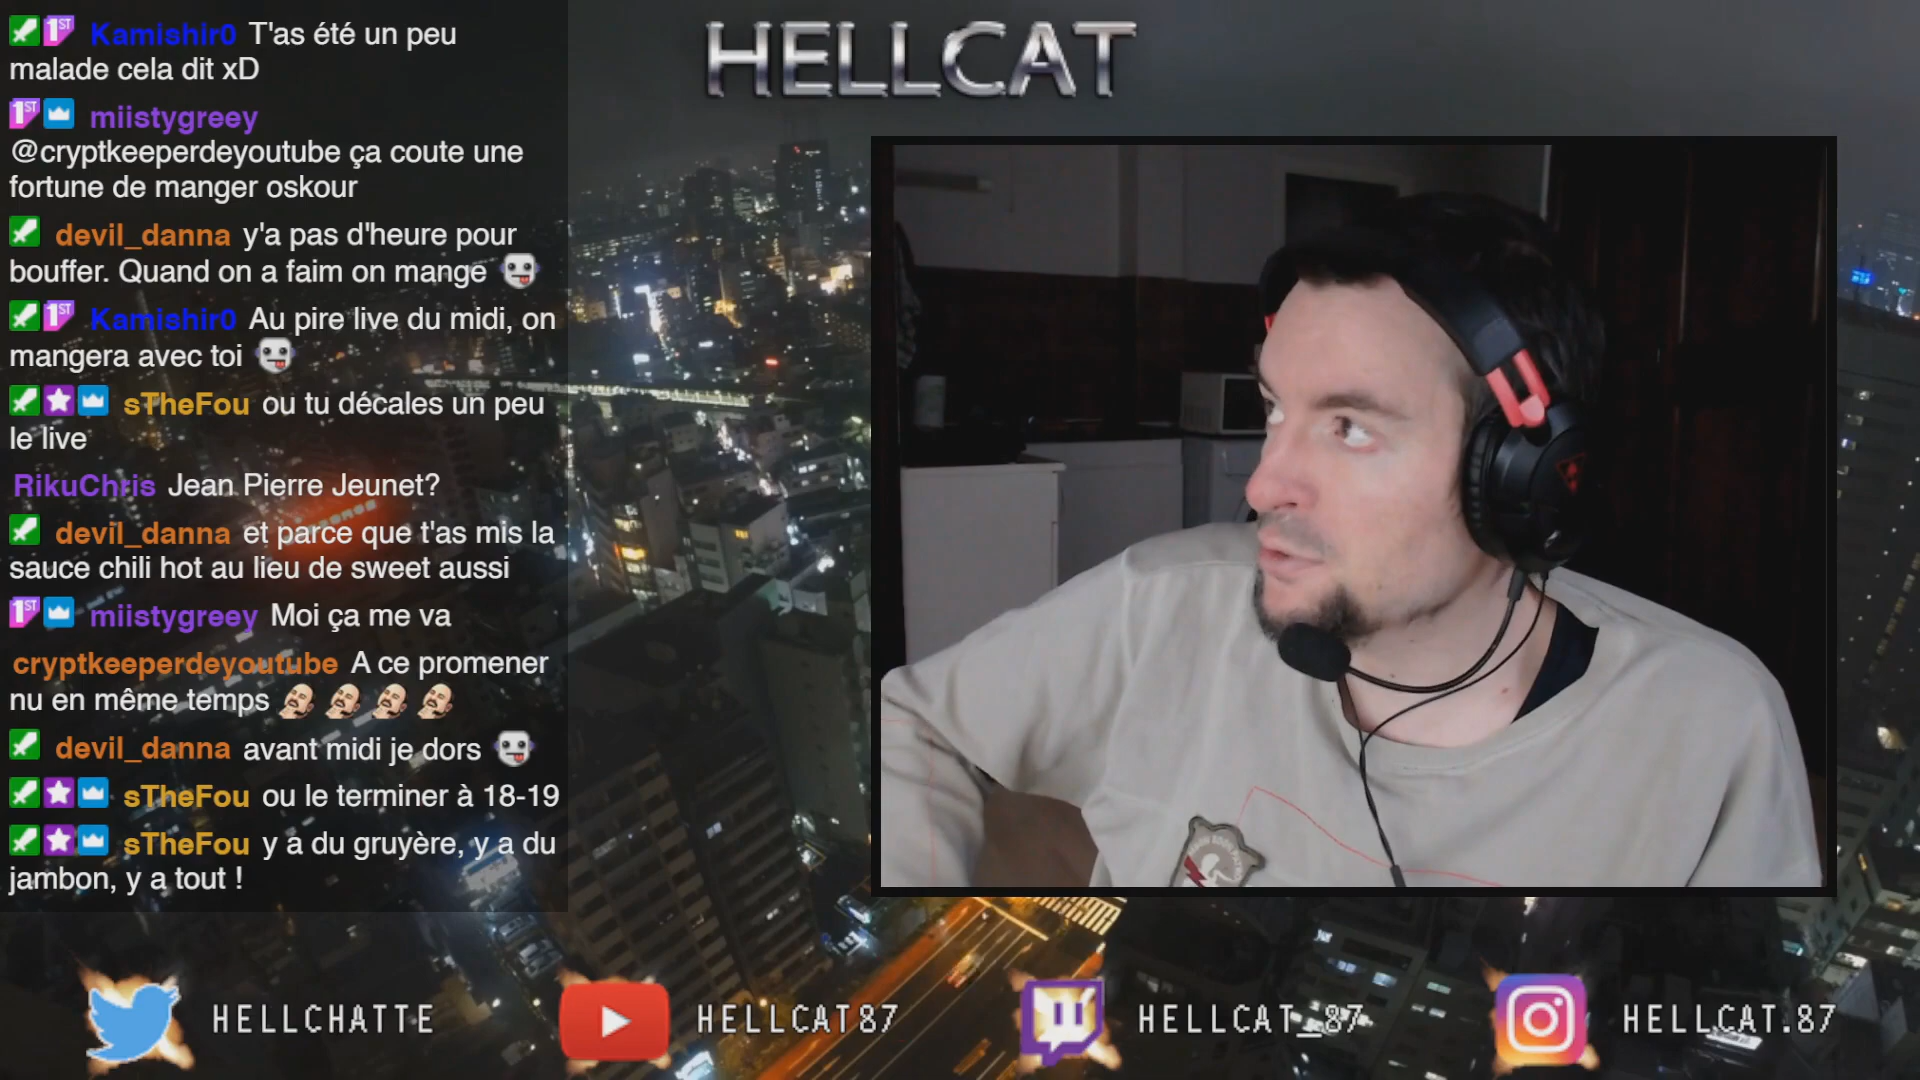 HELLCAT
Kamishir0 T'as été un peu
malade cela dit xD
miistygreey
@cryptkeeperdeyoutube ça coute une
fortune de manger oskour
devil_danna y'a pas d'heure pour
bouffer. Quand on a faim on mange
Kamishir0 Au pire live du midi, on
mangera avec toi
sTheFou ou tu décales un peu
le live
RikuChris Jean Pierre Jeunet?
devil_danna et parce que t'as mis la
sauce chili hot au lieu de sweet aussi
miistygreey Moi ça me va
cryptkeeperdeyoutube A ce promener
nu en même temps
devil_danna avant midi je dors
sTheFou ou le terminer à 18-19
sTheFou y a du gruyère, y a du
jambon, y a tout !
HELLCHATTE
HELLCAT87
HELLCAT_87
HELLCAT.87